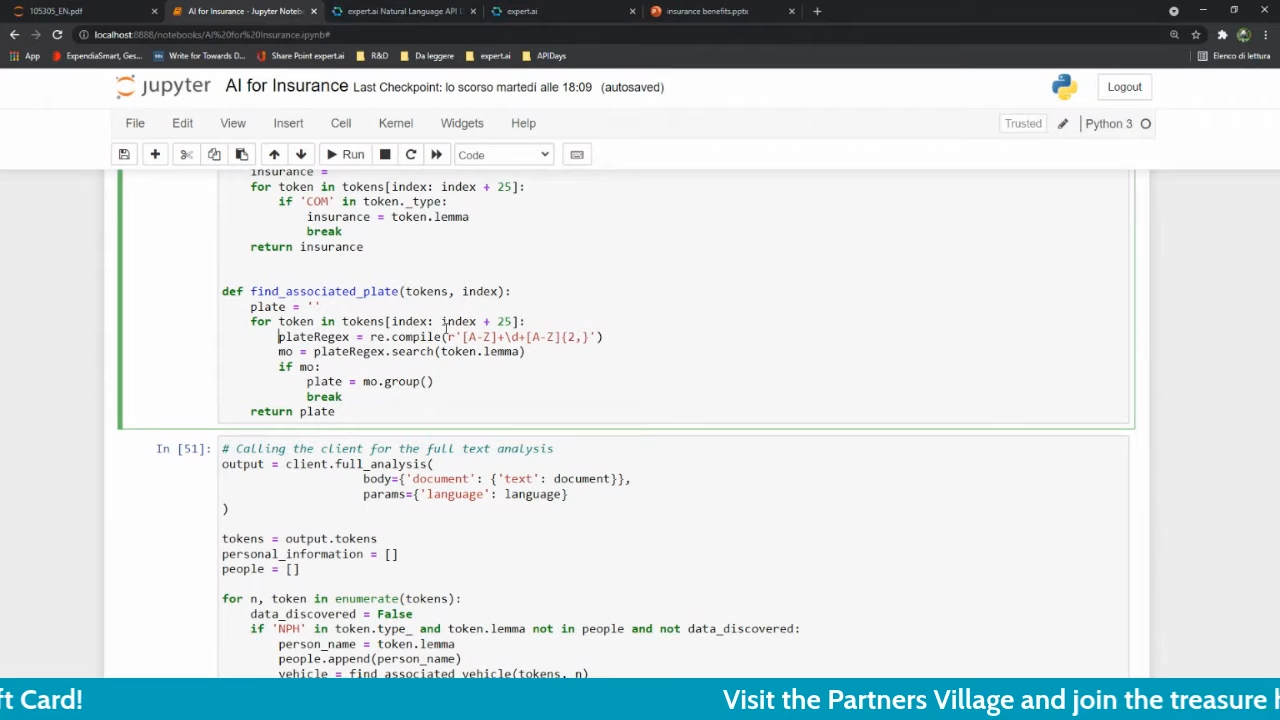 105305_EN.pdf
AI for Insurance - Jupyter Noteb
expert.ai Natural Language API D
expert.ai
insurance benefits.pptx
localhost:8888/notebooks/AI%20for%20Insurance.ipynb#
App
ExpendiaSmart, Ges...
Write for Towards D...
Share Point expert.ai
R&D
Da leggere
expert.ai
APIDays
Elenco di lettura
jupyter AI for Insurance Last Checkpoint: lo scorso martedì alle 18:09 (autosaved)
Logout
File Edit View Insert Cell Kernel Widgets Help
Trusted
Python 3
Run
Code
insurance = ''
for token in tokens[index: index + 25]:
if 'COM' in token._type:
insurance = token.lemma
break
return insurance
def find_associated_plate(tokens, index):
plate = ''
for token in tokens[index: index + 25]:
plateRegex = re.compile(r'[A-Z]+\d+[A-Z]{2,}')
mo = plateRegex.search(token.lemma)
if mo:
plate = mo.group()
break
return plate
In [51]:
# Calling the client for the full text analysis
output = client.full_analysis(
body={'document': {'text': document}},
params={'language': language}
)
tokens = output.tokens
personal_information = []
people = []
for n, token in enumerate(tokens):
data_discovered = False
if 'NPH' in token.type_ and token.lemma not in people and not data_discovered:
person_name = token.lemma
people.append(person_name)
vehicle = find_associated_vehicle(tokens, n)
ft Card!
Visit the Partners Village and join the treasure